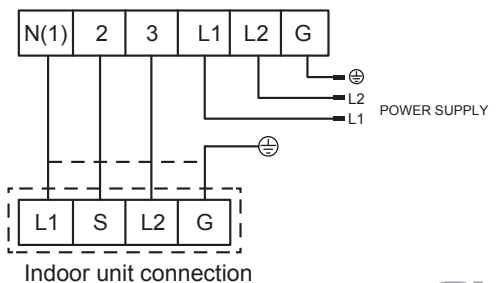 N(1) 2 3 L1 L2 G
L2
POWER SUPPLY
L1
L1 S L2 G
Indoor unit connection